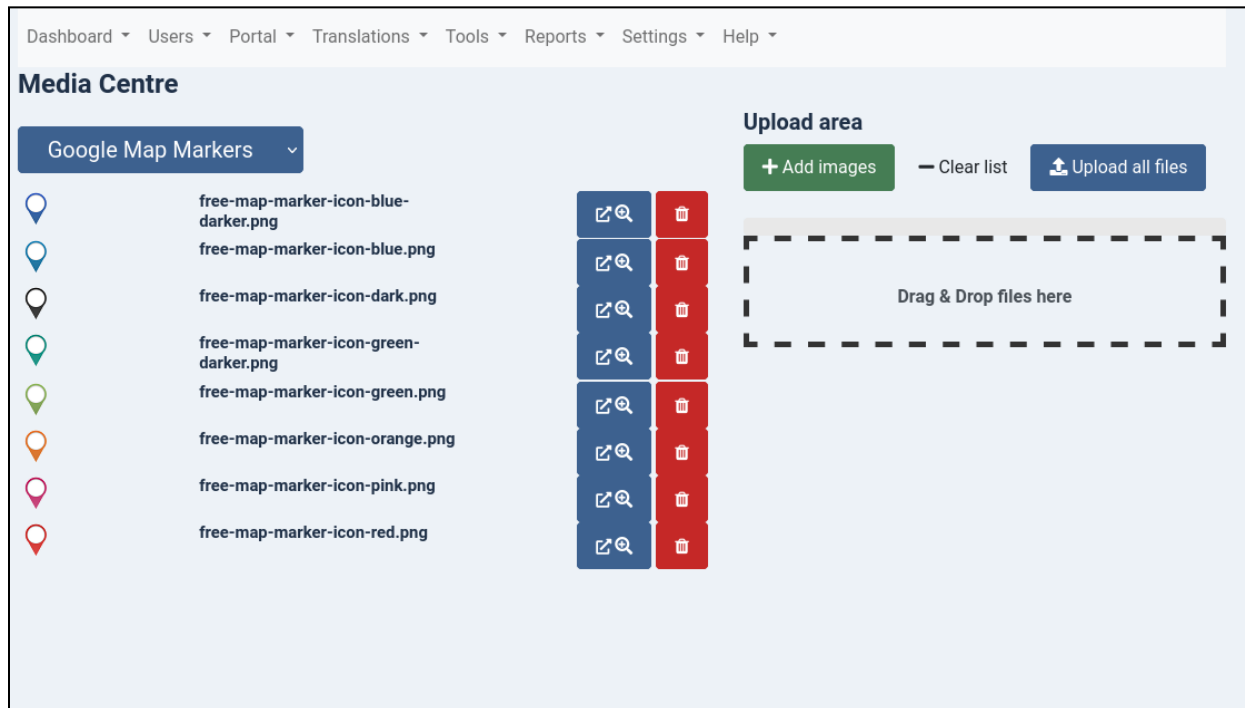 Dashboard Users Portal Translations Tools Reports Settings Help
Media Centre
Google Map Markers
free-map-marker-icon-blue-
darker.png
free-map-marker-icon-blue.png
free-map-marker-icon-dark.png
free-map-marker-icon-green-
darker.png
free-map-marker-icon-green.png
free-map-marker-icon-orange.png
free-map-marker-icon-pink.png
free-map-marker-icon-red.png
Upload area
Add images Clear list Upload all files
Drag & Drop files here